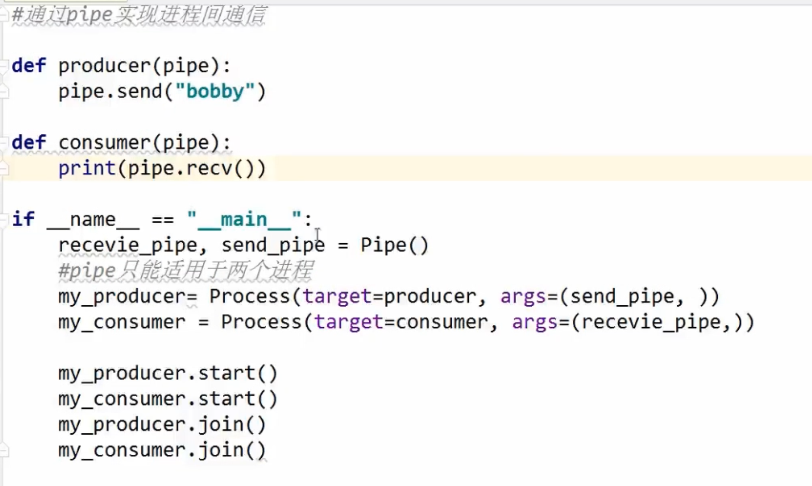 #通过pipe实现进程间通信
def producer(pipe):
pipe.send("bobby")
def consumer(pipe):
print(pipe.recv())
if __name__ == "__main__":
recevie_pipe, send_pipe = Pipe()
#pipe只能适用于两个进程
my_producer= Process(target=producer, args=(send_pipe, ))
my_consumer = Process(target=consumer, args=(recevie_pipe,))
my_producer.start()
my_consumer.start()
my_producer.join()
my_consumer.join()